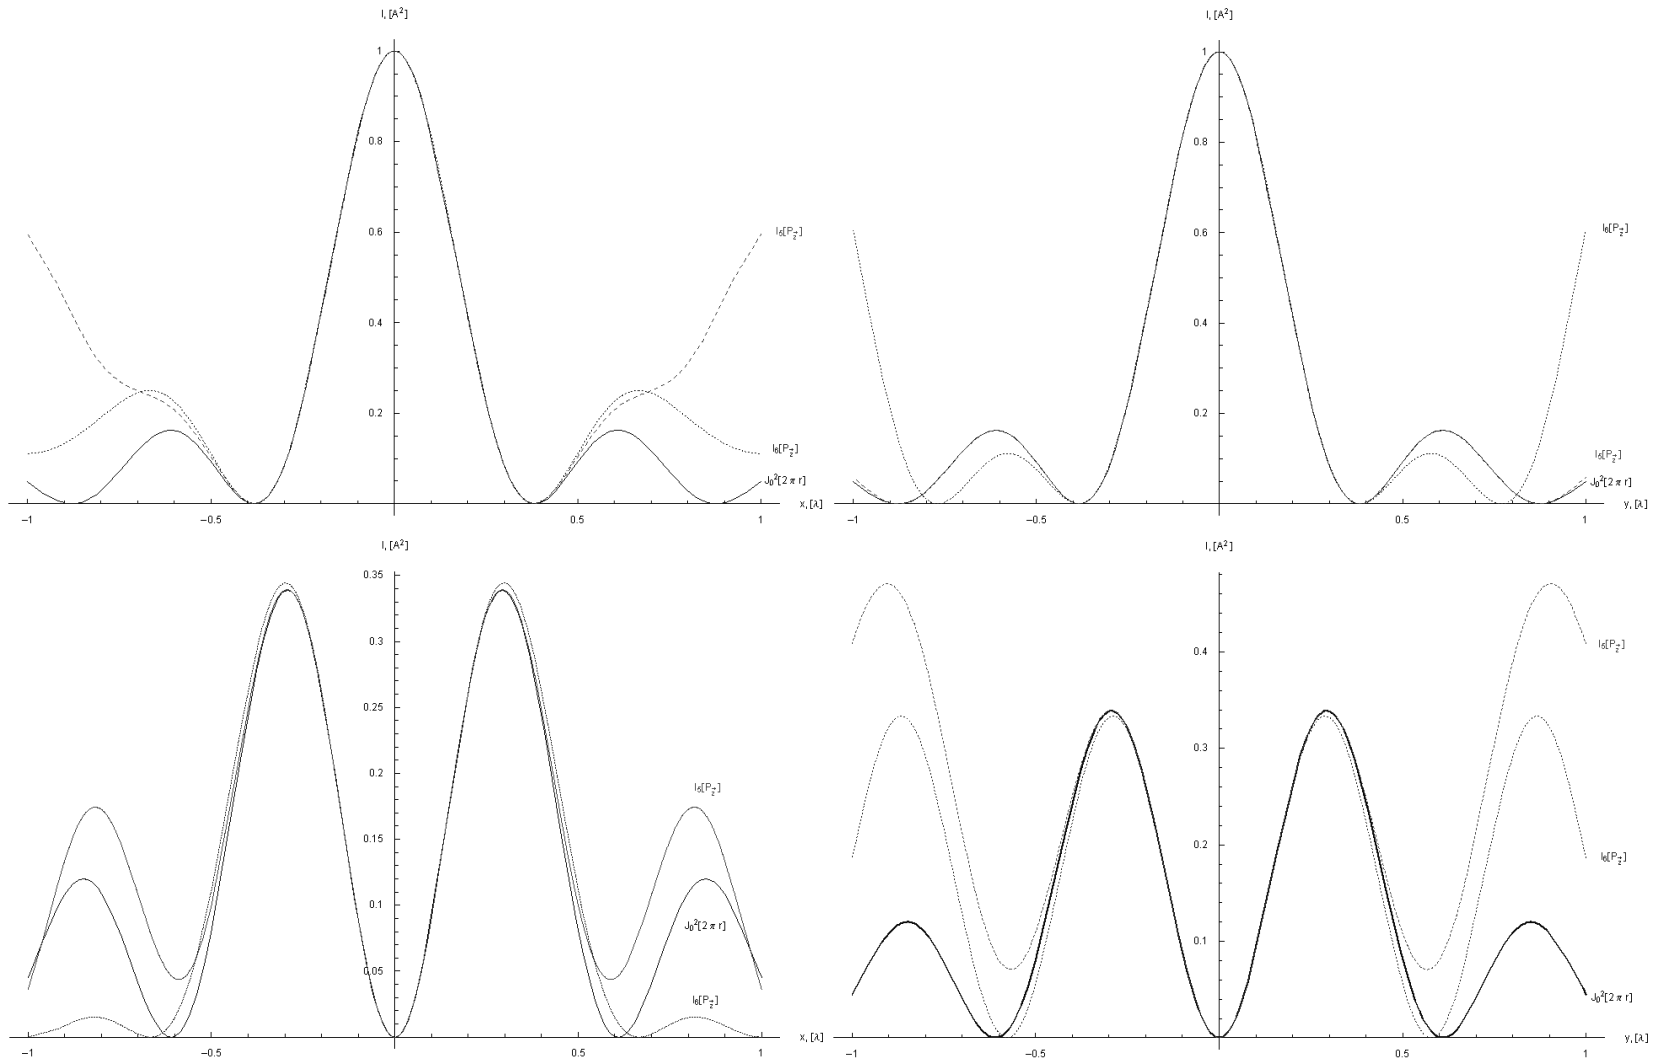 I, [A²]
1
0.8
0.6
0.4
0.2
−1
−0.5
0.5
1
x, [λ]
I₅[P_z⃗]
I₆[P_z⃗]
J₀²[2 π r]
I, [A²]
1
0.8
0.6
0.4
0.2
−1
−0.5
0.5
1
y, [λ]
I₆[P_z⃗]
I₅[P_z⃗]
J₀²[2 π r]
I, [A²]
0.35
0.3
0.25
0.2
0.15
0.1
0.05
−1
−0.5
0.5
1
x, [λ]
I₅[P_z⃗]
J₀²[2 π r]
I₆[P_z⃗]
I, [A²]
0.4
0.3
0.2
0.1
−1
−0.5
0.5
1
y, [λ]
I₅[P_z⃗]
I₆[P_z⃗]
J₀²[2 π r]